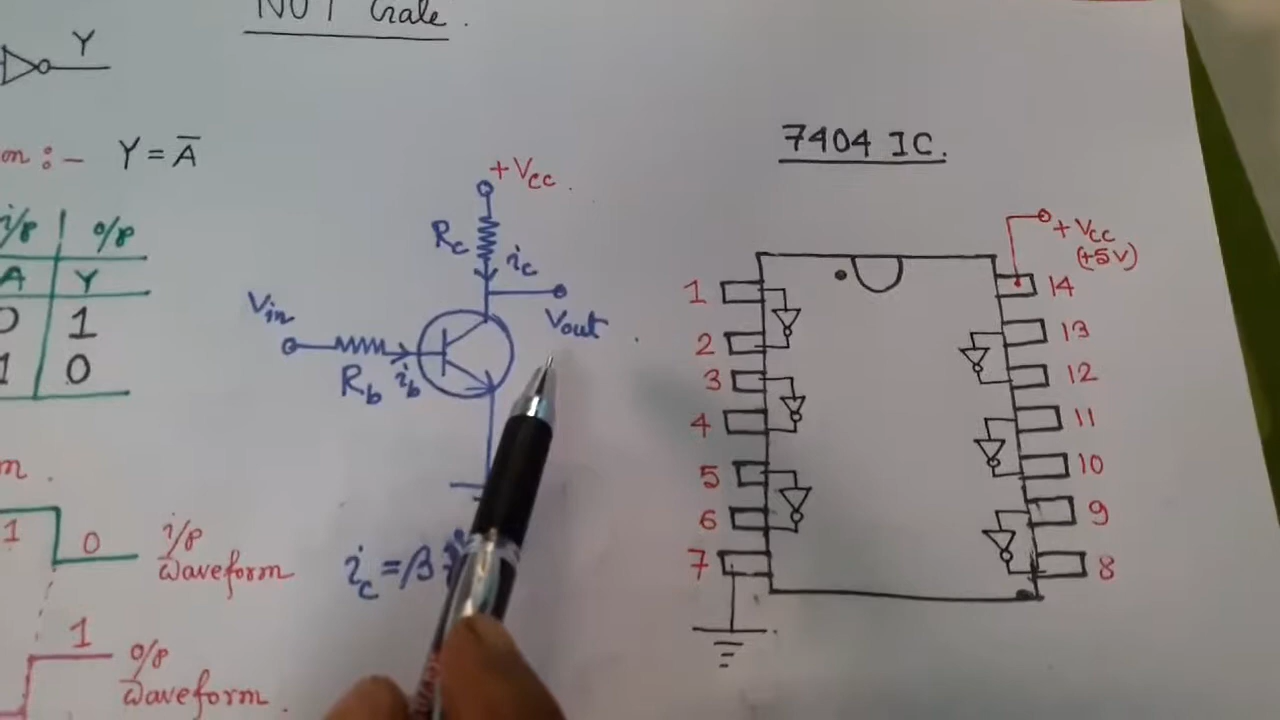 NOT Gate.
Y
on :- Y = A̅
i/p o/p
A Y
0 1
1 0
m.
1 0 i/p
waveform
1 o/p
waveform.
+Vcc.
Rc ic
Vin
Vout
Rb ib
ic = β
7404 IC.
+Vcc
(+5V)
1 14
2 13
3 12
4 11
5 10
6 9
7 8